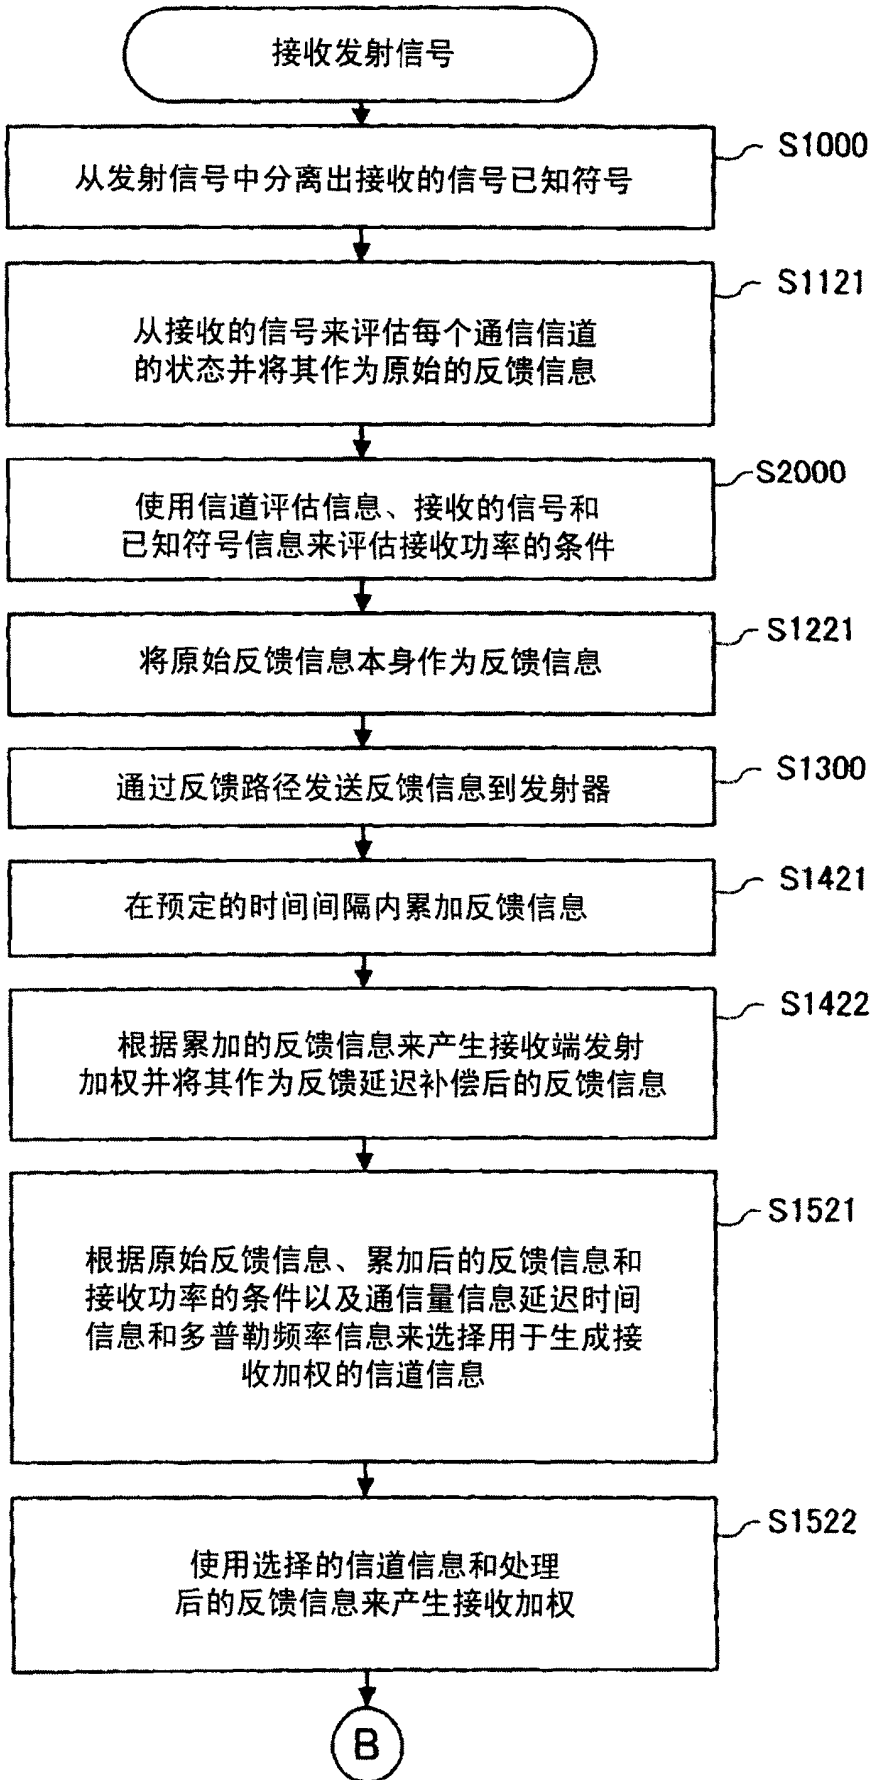 接收发射信号
S1000
从发射信号中分离出接收的信号已知符号
S1121
从接收的信号来评估每个通信信道
的状态并将其作为原始的反馈信息
S2000
使用信道评估信息、接收的信号和
已知符号信息来评估接收功率的条件
S1221
将原始反馈信息本身作为反馈信息
S1300
通过反馈路径发送反馈信息到发射器
S1421
在预定的时间间隔内累加反馈信息
S1422
根据累加的反馈信息来产生接收端发射
加权并将其作为反馈延迟补偿后的反馈信息
S1521
根据原始反馈信息、累加后的反馈信息和
接收功率的条件以及通信量信息延迟时间
信息和多普勒频率信息来选择用于生成接
收加权的信道信息
S1522
使用选择的信道信息和处理
后的反馈信息来产生接收加权
B